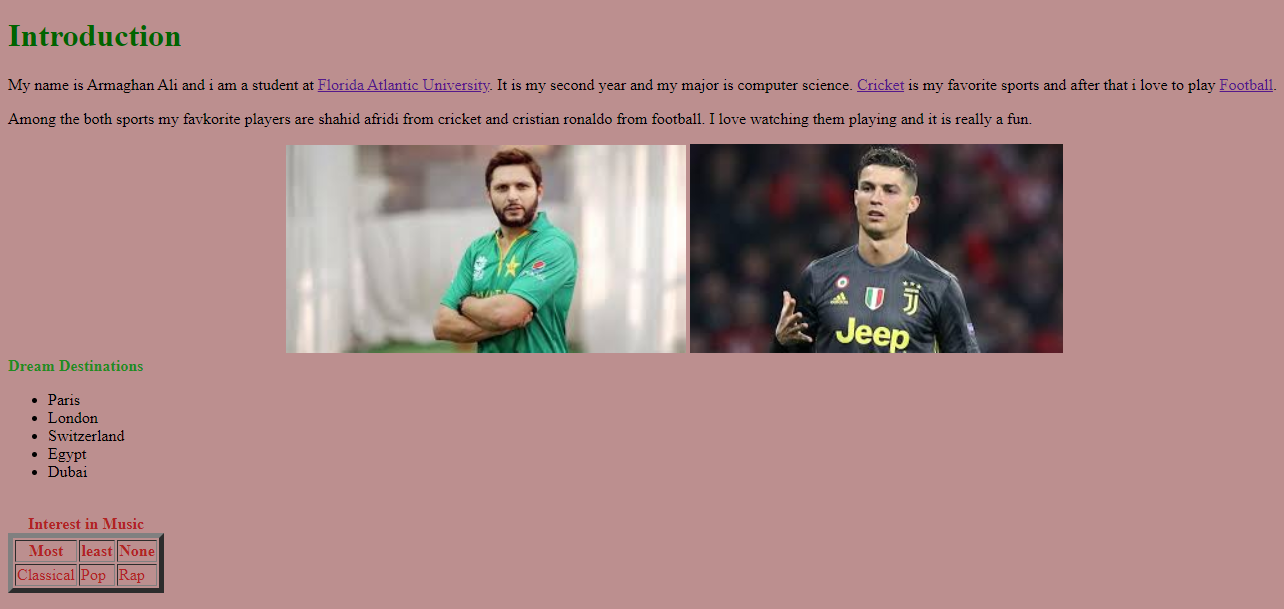 Introduction
My name is Armaghan Ali and i am a student at Florida Atlantic University. It is my second year and my major is computer science. Cricket is my favorite sports and after that i love to play Football.
Among the both sports my favkorite players are shahid afridi from cricket and cristian ronaldo from football. I love watching them playing and it is really a fun.
Jeep
Dream Destinations
Paris
London
Switzerland
Egypt
Dubai
Interest in Music
Most least None
Classical Pop Rap